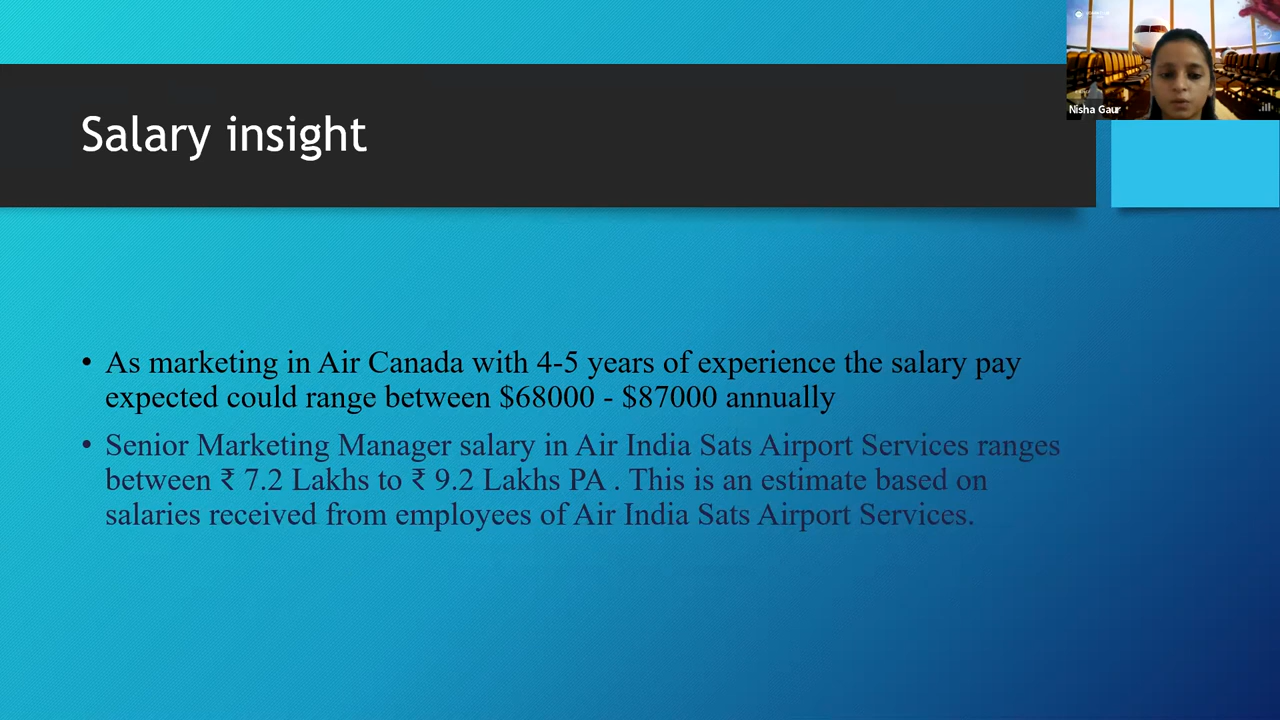 Nisha Gaur
Salary insight
• As marketing in Air Canada with 4-5 years of experience the salary pay
expected could range between $68000 - $87000 annually
• Senior Marketing Manager salary in Air India Sats Airport Services ranges
between ₹ 7.2 Lakhs to ₹ 9.2 Lakhs PA . This is an estimate based on
salaries received from employees of Air India Sats Airport Services.